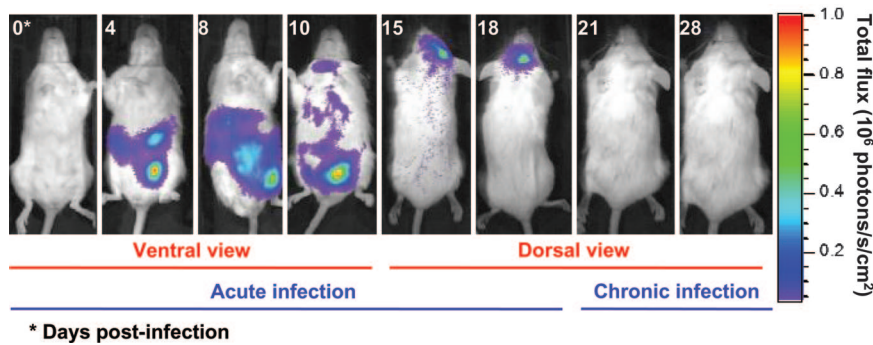 0* 4 8 10 15 18 21 28
Ventral view Dorsal view
Acute infection Chronic infection
* Days post-infection
1.0
0.8
0.6
0.4
0.2
Total flux (10⁶ photons/s/cm²)